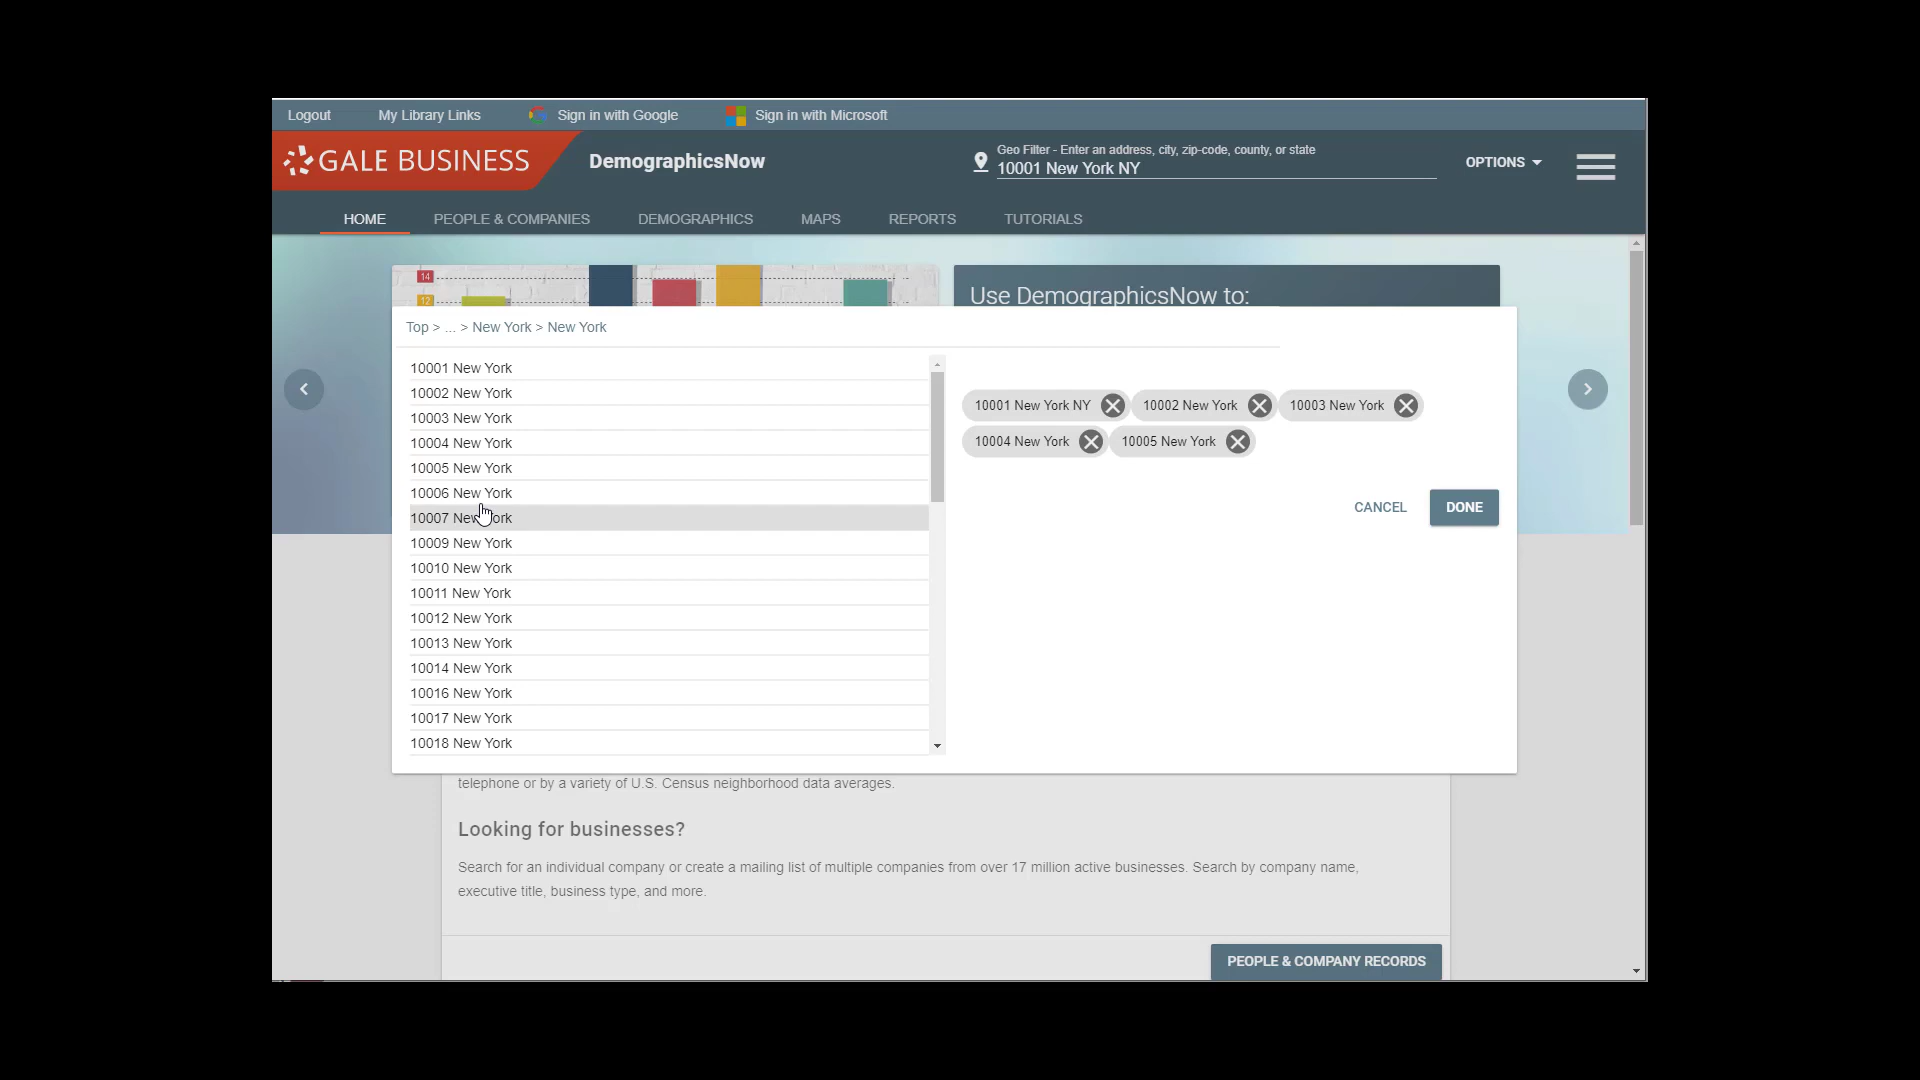 Logout My Library Links Sign in with Google Sign in with Microsoft
GALE BUSINESS DemographicsNow
Geo Filter - Enter an address, city, zip-code, county, or state
10001 New York NY
OPTIONS
HOME PEOPLE & COMPANIES DEMOGRAPHICS MAPS REPORTS TUTORIALS
14
12
Use DemographicsNow to:
Top > ... > New York > New York
10001 New York
10002 New York
10003 New York
10004 New York
10005 New York
10006 New York
10007 New York
10009 New York
10010 New York
10011 New York
10012 New York
10013 New York
10014 New York
10016 New York
10017 New York
10018 New York
10001 New York NY 10002 New York 10003 New York
10004 New York 10005 New York
CANCEL DONE
telephone or by a variety of U.S. Census neighborhood data averages.
Looking for businesses?
Search for an individual company or create a mailing list of multiple companies from over 17 million active businesses. Search by company name,
executive title, business type, and more.
PEOPLE & COMPANY RECORDS